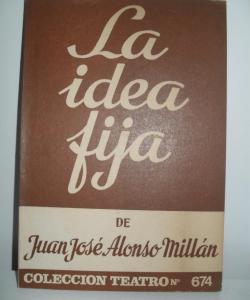 La
idea
fija
DE
Juan José Alonso Millán
COLECCION TEATRO Nº 674